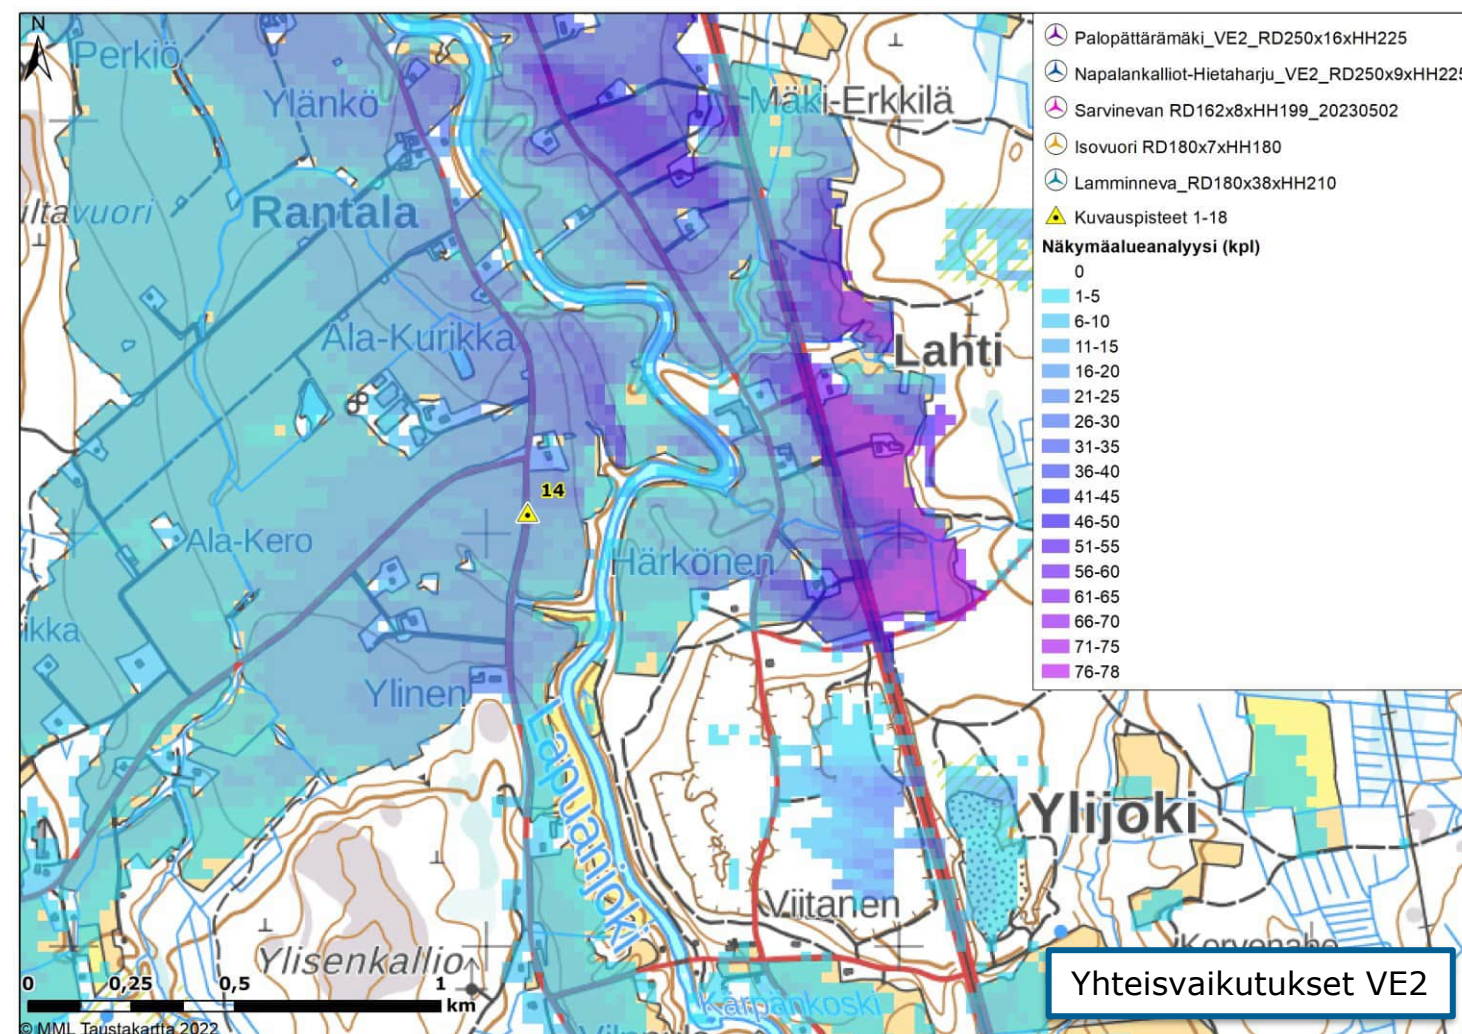 N
Perkiö
Ylänkö
Mäki-Erkkilä
iltavuori
Rantala
Ala-Kurikka
Lahti
14
Ala-Kero
Härkönen
ikka
Ylinen
Lapuanjoki
Ylijoki
Viitanen
Ylisenkallio
Karpankoski
0 0,25 0,5 1
km
© MML Taustakartta 2022
Palopättärämäki_VE2_RD250x16xHH225
Napalankalliot-Hietaharju_VE2_RD250x9xHH225
Sarvinevan RD162x8xHH199_20230502
Isovuori RD180x7xHH180
Lamminneva_RD180x38xHH210
Kuvauspisteet 1-18
Näkymäalueanalyysi (kpl)
0
1-5
6-10
11-15
16-20
21-25
26-30
31-35
36-40
41-45
46-50
51-55
56-60
61-65
66-70
71-75
76-78
Yhteisvaikutukset VE2